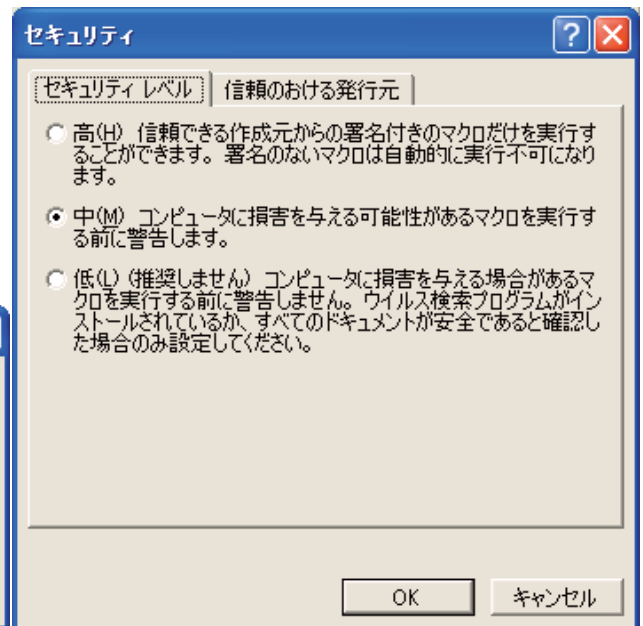 セキュリティ
セキュリティ レベル
信頼のおける発行元
高(H) 信頼できる作成元からの署名付きのマクロだけを実行す
ることができます。署名のないマクロは自動的に実行不可になり
ます。
中(M) コンピュータに損害を与える可能性があるマクロを実行す
る前に警告します。
低(L) (推奨しません) コンピュータに損害を与える場合があるマ
クロを実行する前に警告しません。ウイルス検索プログラムがイン
ストールされているか、すべてのドキュメントが安全であると確認し
た場合のみ設定してください。
OK
キャンセル